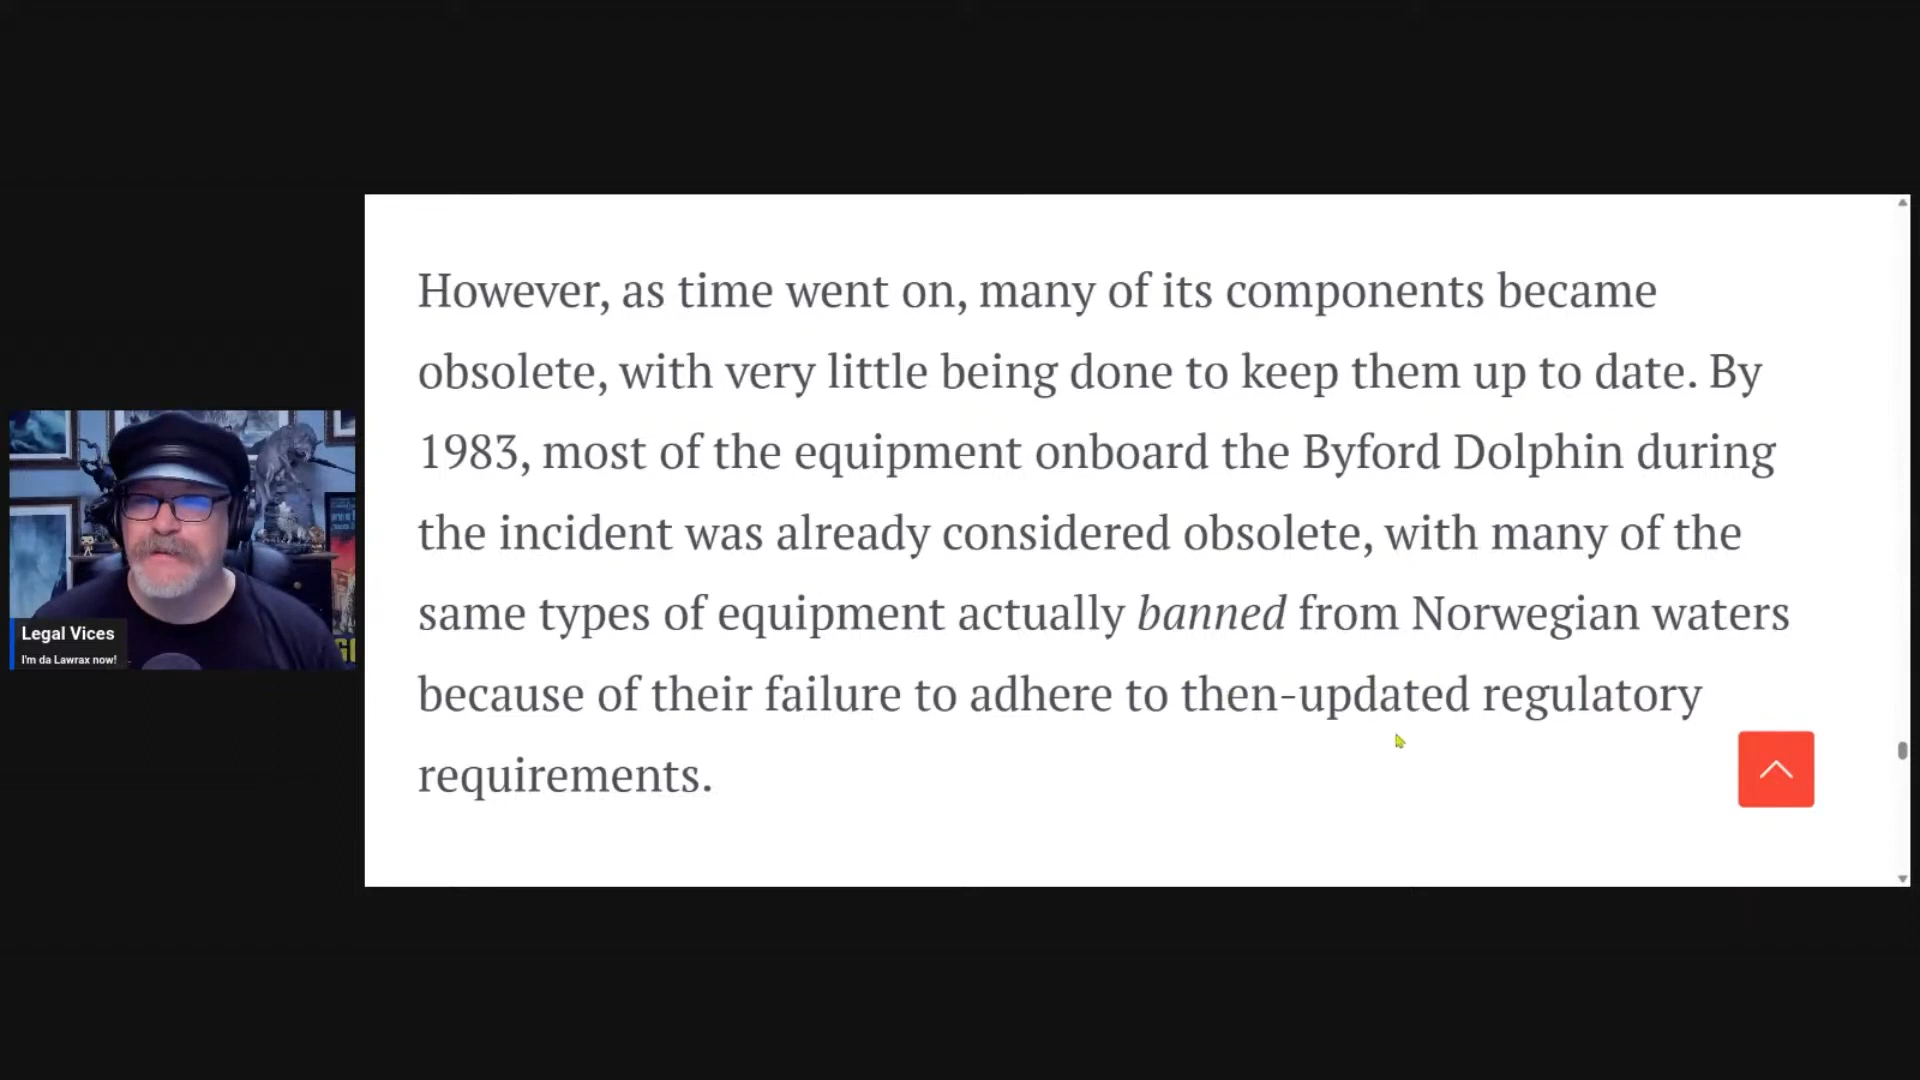 However, as time went on, many of its components became
obsolete, with very little being done to keep them up to date. By
1983, most of the equipment onboard the Byford Dolphin during
the incident was already considered obsolete, with many of the
same types of equipment actually banned from Norwegian waters
because of their failure to adhere to then-updated regulatory
requirements.
Legal Vices
I'm da Lawrax now!